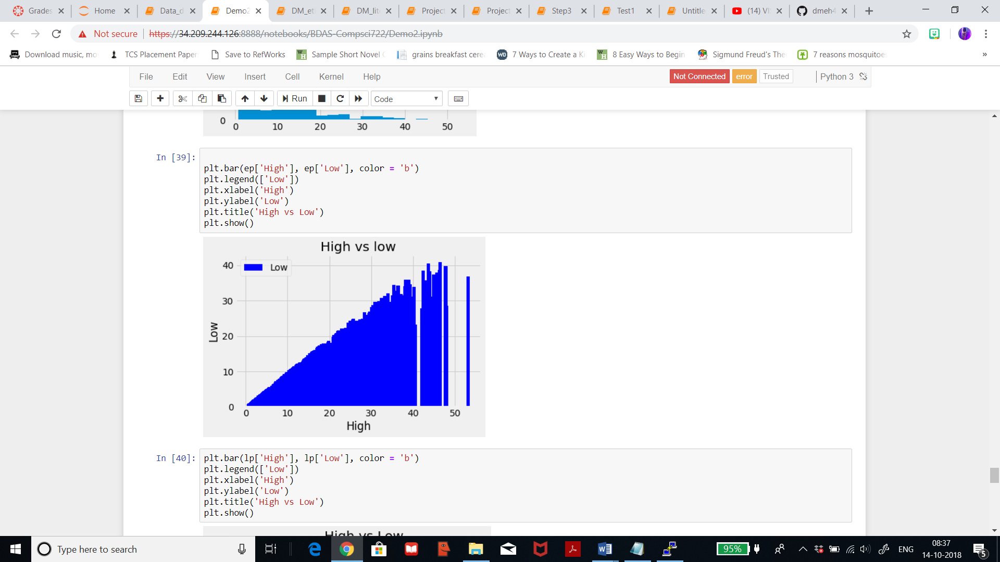 Grades
Home
Data_d
Demo2
DM_et
DM_lit
Project
Project
Step3
Test1
Untitle
(14) VI
dmeh4
Not secure
https://34.209.244.126:8888/notebooks/BDAS-Compsci722/Demo2.ipynb
Download music, mo
TCS Placement Paper
Save to RefWorks
Sample Short Novel
grains breakfast cere
7 Ways to Create a Ki
8 Easy Ways to Begin
Sigmund Freud's The
7 reasons mosquitoe
»
File Edit View Insert Cell Kernel Help
Not Connected error Trusted Python 3
Run Code
0
0 10 20 30 40 50
In [39]:
plt.bar(ep['High'], ep['Low'], color = 'b')
plt.legend(['Low'])
plt.xlabel('High')
plt.ylabel('Low')
plt.title('High vs Low')
plt.show()
High vs low
Low
40
30
20
10
0
Low
0 10 20 30 40 50
High
In [40]:
plt.bar(lp['High'], lp['Low'], color = 'b')
plt.legend(['Low'])
plt.xlabel('High')
plt.ylabel('Low')
plt.title('High vs Low')
plt.show()
High vs Low
Type here to search
95%
ENG
08:37
14-10-2018
5